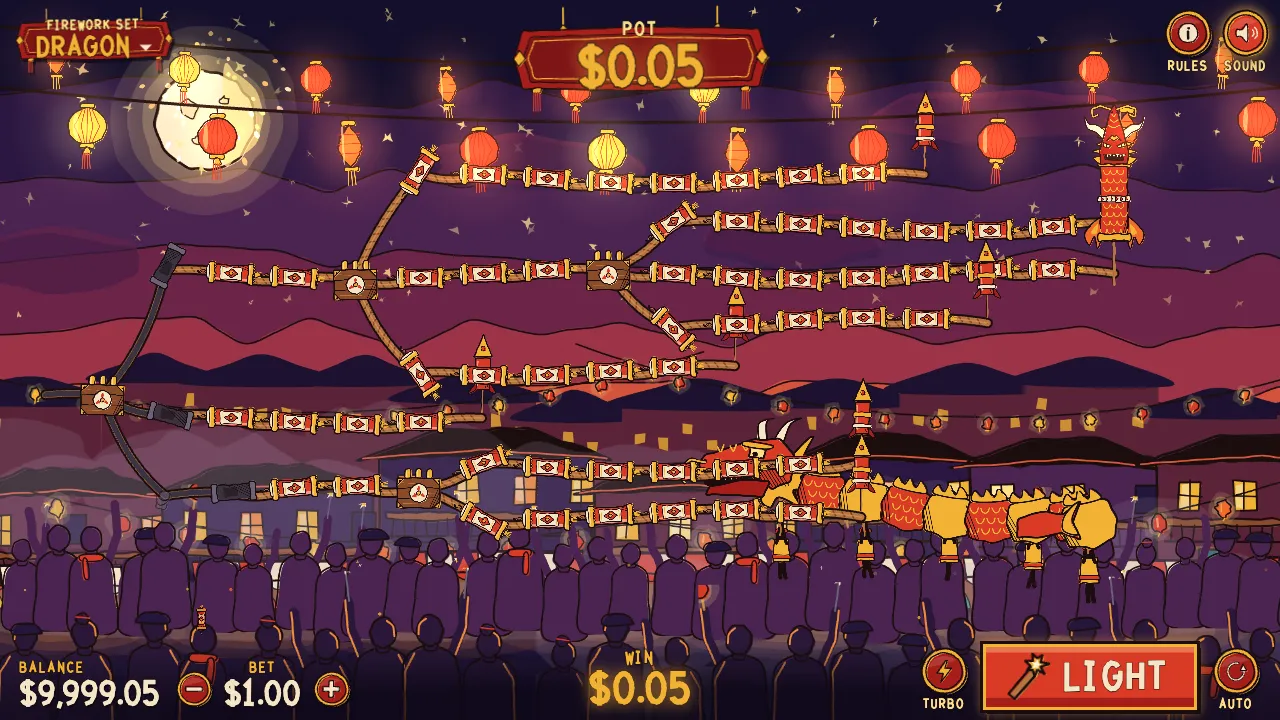 FIREWORK SET
DRAGON
POT
$0.05
RULES
SOUND
BALANCE
$9,999.05
BET
$1.00
WIN
$0.05
TURBO
LIGHT
AUTO